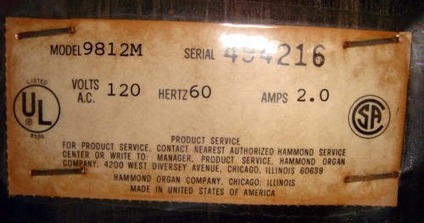 MODEL 9812M SERIAL 494216
LISTED
UL
VOLTS A.C. 120 HERTZ 60 AMPS 2.0
SA
PRODUCT SERVICE
FOR PRODUCT SERVICE, CONTACT NEAREST AUTHORIZED HAMMOND SERVICE
CENTER OR WRITE TO: MANAGER, PRODUCT SERVICE, HAMMOND ORGAN
COMPANY, 4200 WEST DIVERSEY AVENUE, CHICAGO, ILLINOIS 60639
HAMMOND ORGAN COMPANY, CHICAGO, ILLINOIS
MADE IN UNITED STATES OF AMERICA